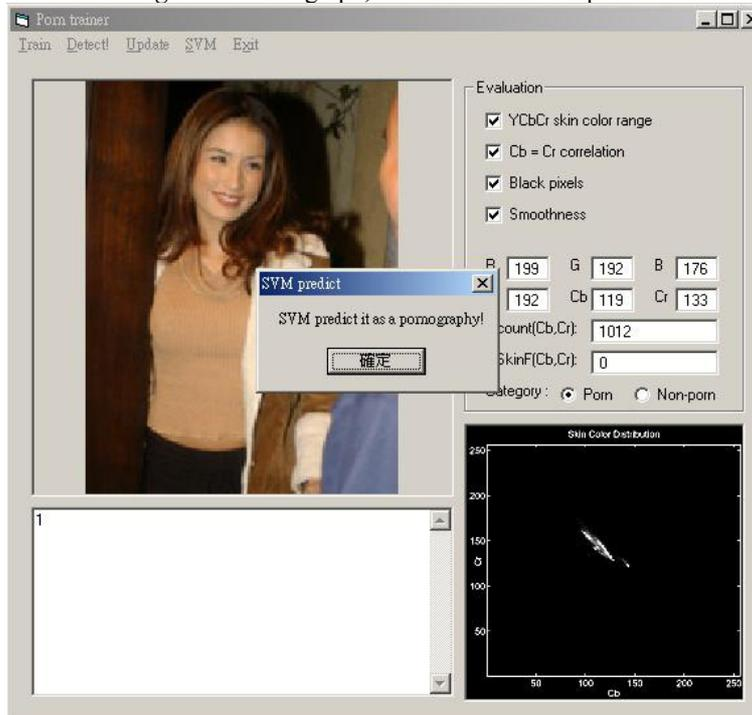 Porn trainer
Train Detect! Update SVM Exit
Evaluation
YCbCr skin color range
Cb = Cr correlation
Black pixels
Smoothness
R 199 G 192 B 176
192 Cb 119 Cr 133
count(Cb,Cr): 1012
SkinF(Cb,Cr): 0
Category : Porn Non-porn
SVM predict
SVM predict it as a pornography!
確定
1
Skin Color Distribution
250
200
150
100
50
Cr
50 100 150 200 250
Cb